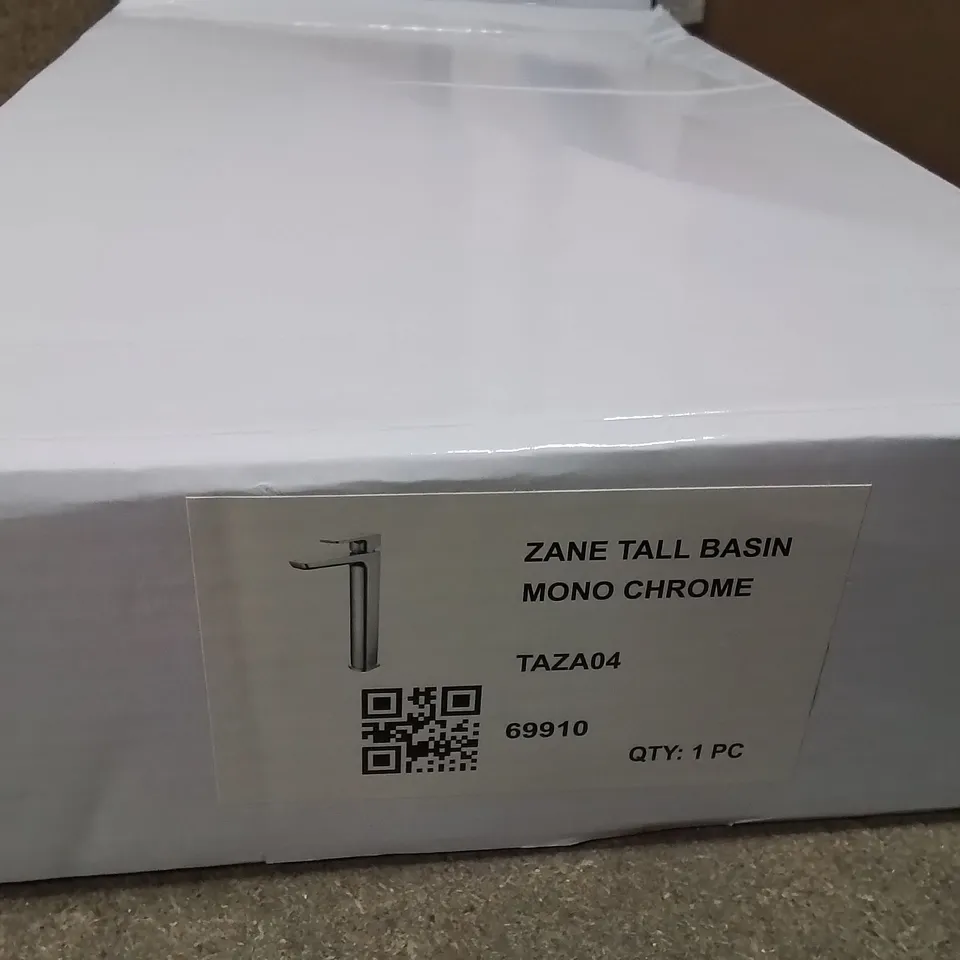 ZANE TALL BASIN
MONO CHROME
TAZA04
69910
QTY: 1 PC